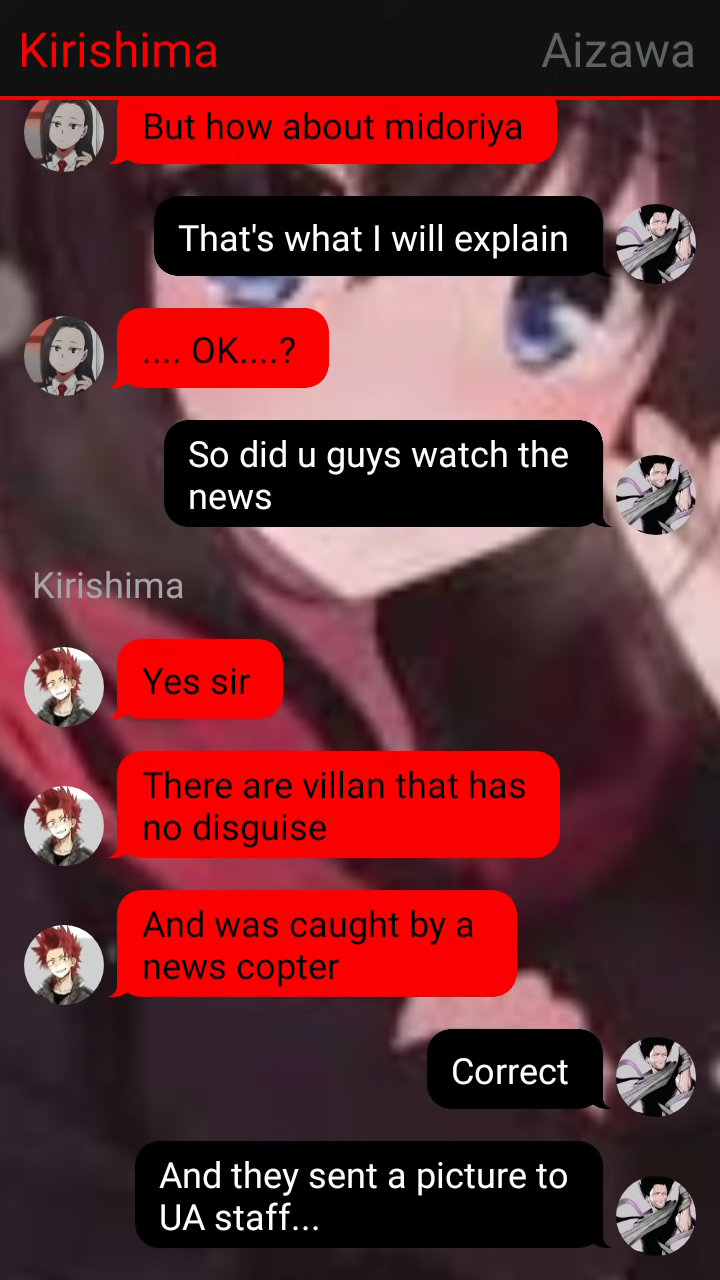 Kirishima
Aizawa
But how about midoriya
That's what I will explain
.... OK....?
So did u guys watch the
news
Kirishima
Yes sir
There are villan that has
no disguise
And was caught by a
news copter
Correct
And they sent a picture to
UA staff...